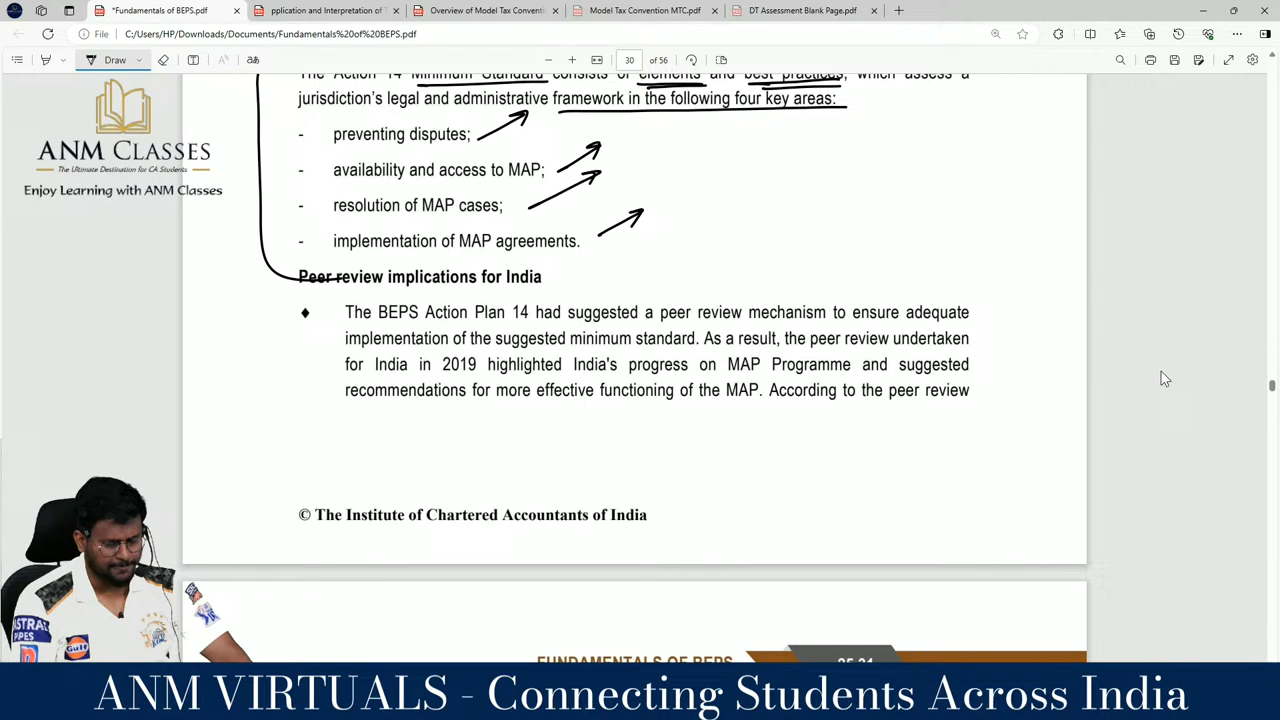 *Fundamentals of BEPS.pdf
pplication and Interpretation of T
Overview of Model Tax Conventi
Model Tax Convention MTC.pdf
DT Assessment Blank Page.pdf
File
C:/Users/HP/Downloads/Documents/Fundamentals%20of%20BEPS.pdf
Draw
30 of 56
The Action 14 Minimum Standard consists of elements and best practices, which assess a
jurisdiction's legal and administrative framework in the following four key areas:
- preventing disputes;
- availability and access to MAP;
- resolution of MAP cases;
- implementation of MAP agreements.
Peer review implications for India
♦ The BEPS Action Plan 14 had suggested a peer review mechanism to ensure adequate
implementation of the suggested minimum standard. As a result, the peer review undertaken
for India in 2019 highlighted India's progress on MAP Programme and suggested
recommendations for more effective functioning of the MAP. According to the peer review
© The Institute of Chartered Accountants of India
FUNDAMENTALS OF BEPS
25.31
ANM CLASSES
The Ultimate Destination for CA Students
Enjoy Learning with ANM Classes
ASTRAL
PIPES
Gulf
ANM VIRTUALS - Connecting Students Across India